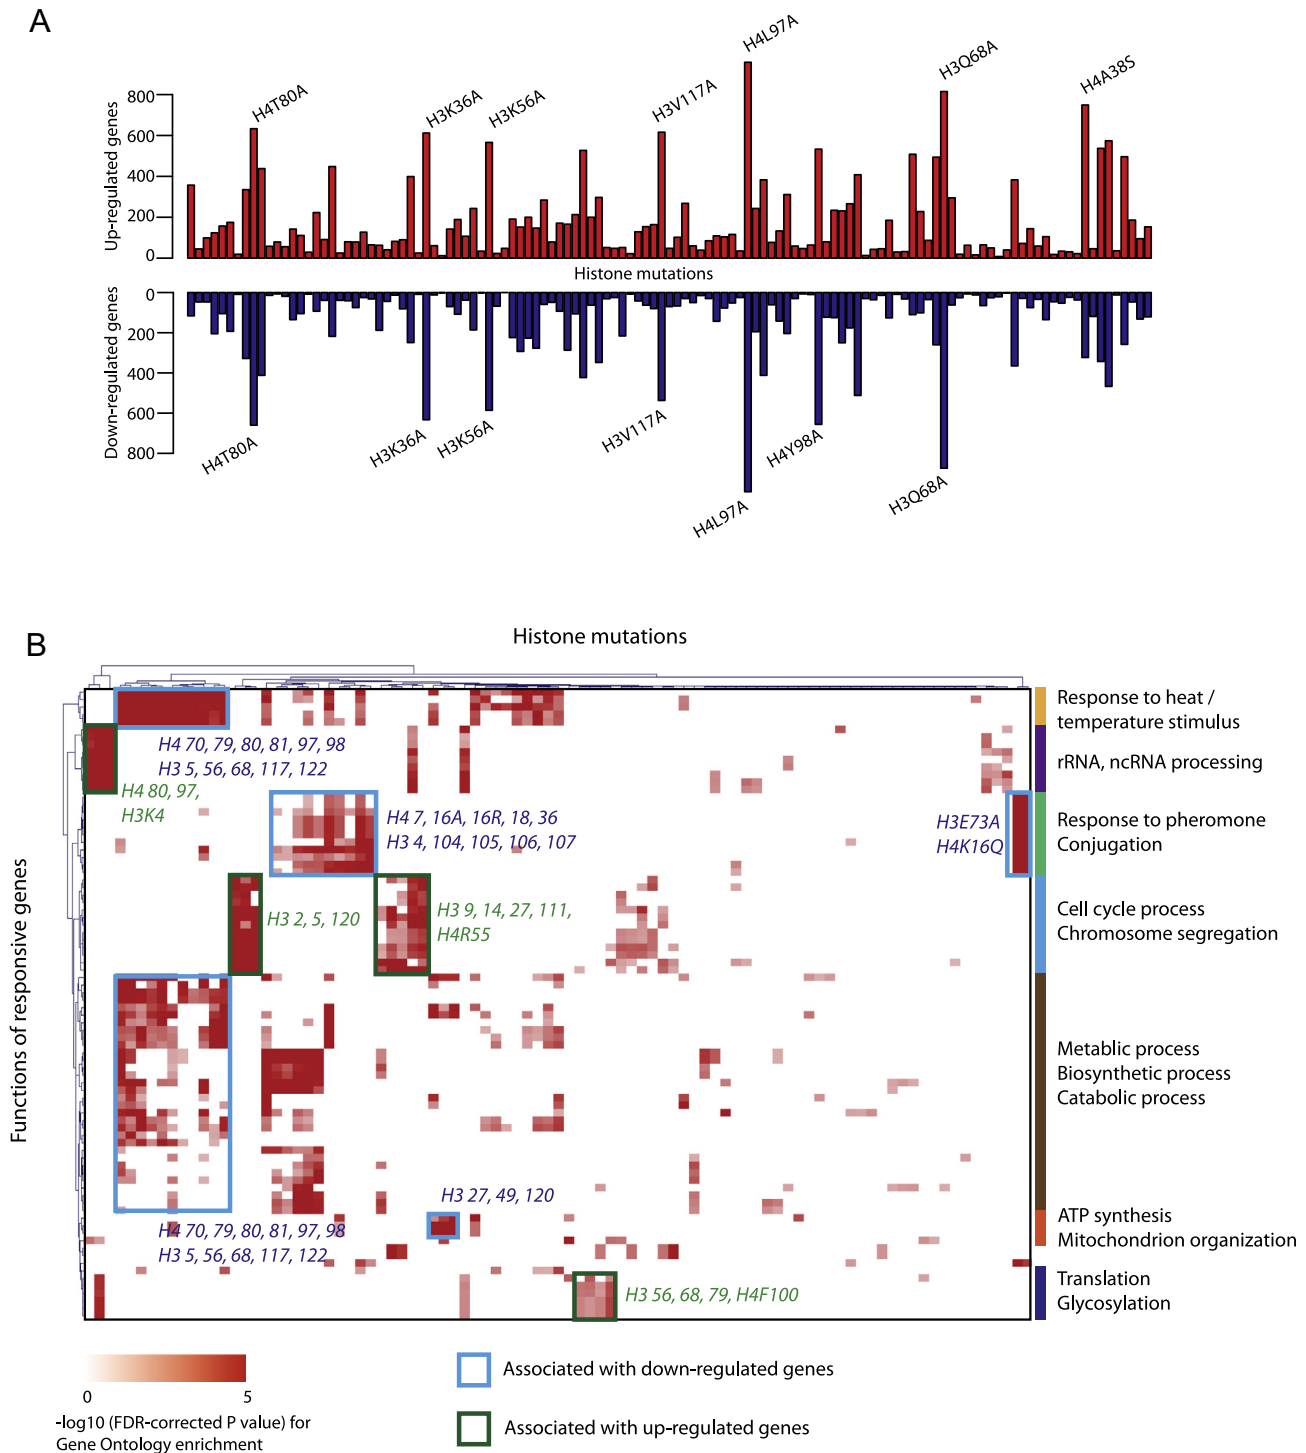 A
H4L97A
H3Q68A
H4A38S
H4T80A
H3K36A
H3K56A
H3V117A
Up-regulated genes
800
600
400
200
0
Histone mutations
Down-regulated genes
0
200
400
600
800
H4T80A
H3K36A
H3K56A
H3V117A
H4Y98A
H4L97A
H3Q68A
B
Histone mutations
Functions of responsive genes
Response to heat /
temperature stimulus
H4 70, 79, 80, 81, 97, 98
H3 5, 56, 68, 117, 122
rRNA, ncRNA processing
H4 80, 97,
H3K4
H4 7, 16A, 16R, 18, 36
H3 4, 104, 105, 106, 107
H3E73A
H4K16Q
Response to pheromone
Conjugation
H3 2, 5, 120
H3 9, 14, 27, 111,
H4R55
Cell cycle process
Chromosome segregation
Metablic process
Biosynthetic process
Catabolic process
H3 27, 49, 120
H4 70, 79, 80, 81, 97, 98
H3 5, 56, 68, 117, 122
ATP synthesis
Mitochondrion organization
H3 56, 68, 79, H4F100
Translation
Glycosylation
0 5
-log10 (FDR-corrected P value) for
Gene Ontology enrichment
Associated with down-regulated genes
Associated with up-regulated genes